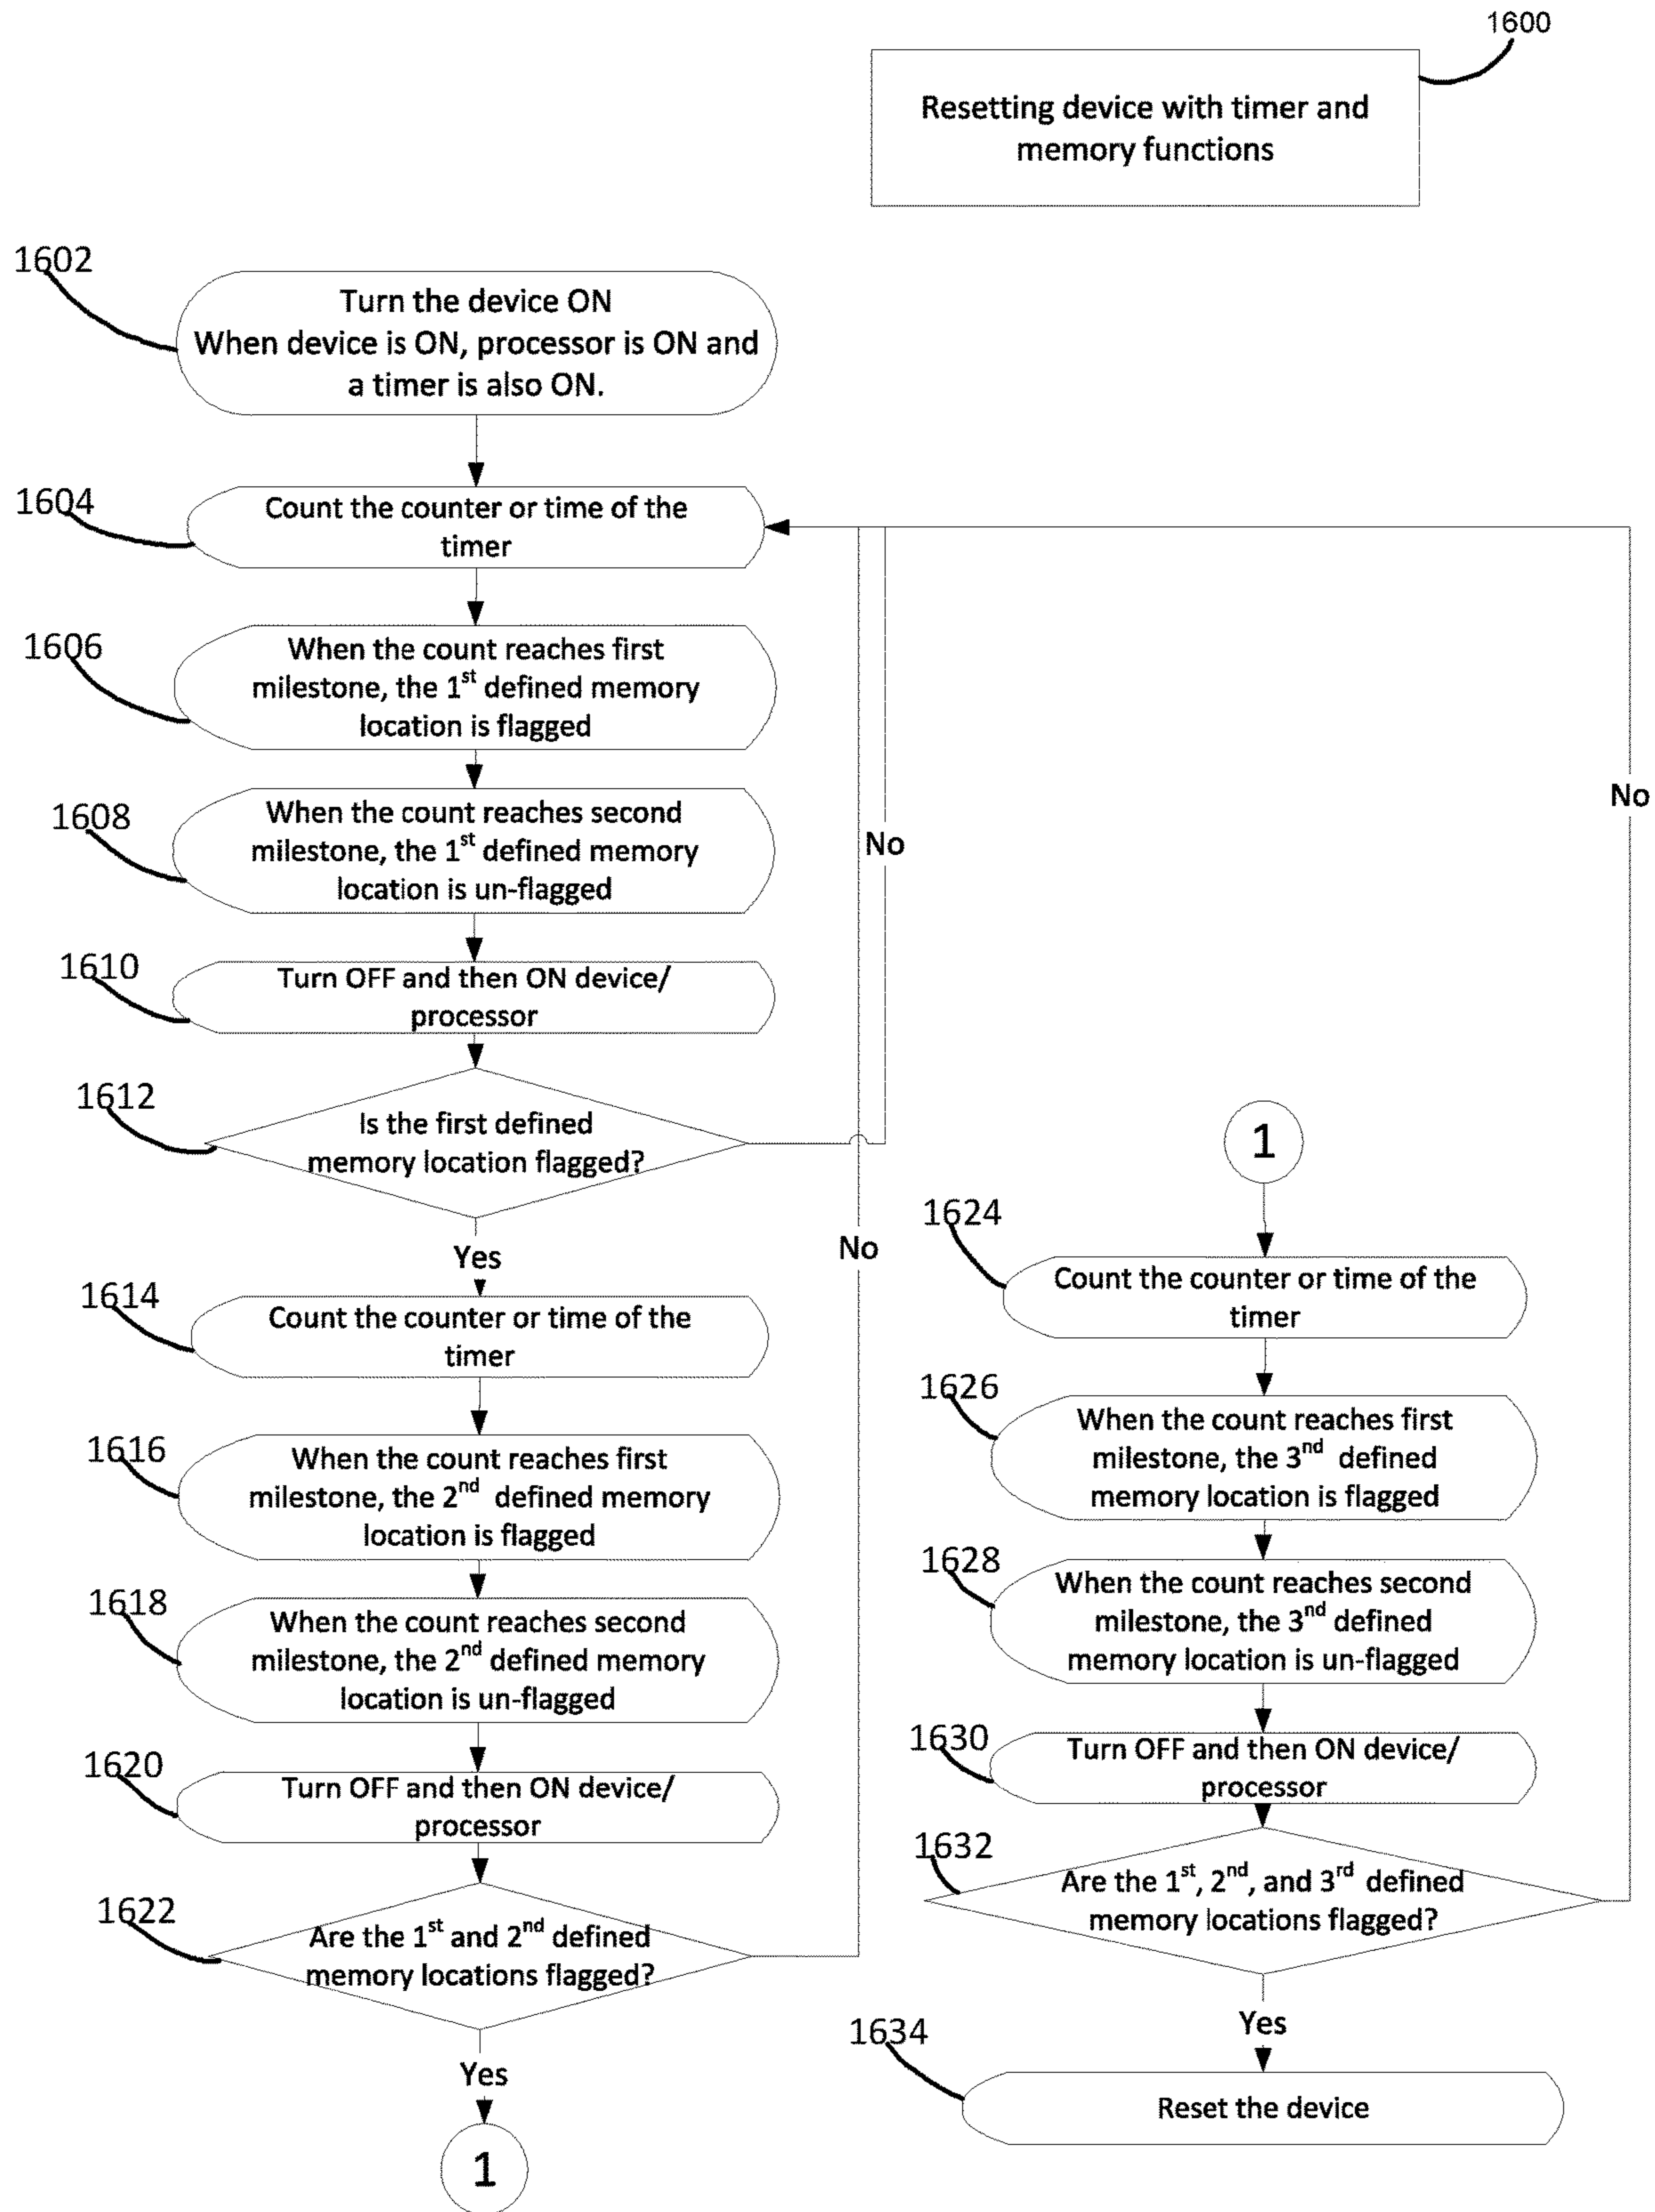 1600
Resetting device with timer and
memory functions
1602
Turn the device ON
When device is ON, processor is ON and
a timer is also ON.
1604
Count the counter or time of the
timer
1606
When the count reaches first
milestone, the 1st defined memory
location is flagged
1608
When the count reaches second
milestone, the 1st defined memory
location is un-flagged
1610
Turn OFF and then ON device/
processor
1612
Is the first defined
memory location flagged?
No
Yes
1614
Count the counter or time of the
timer
1616
When the count reaches first
milestone, the 2nd defined memory
location is flagged
1618
When the count reaches second
milestone, the 2nd defined memory
location is un-flagged
1620
Turn OFF and then ON device/
processor
1622
Are the 1st and 2nd defined
memory locations flagged?
No
Yes
1
1
1624
Count the counter or time of the
timer
1626
When the count reaches first
milestone, the 3nd defined
memory location is flagged
1628
When the count reaches second
milestone, the 3nd defined
memory location is un-flagged
1630
Turn OFF and then ON device/
processor
1632
Are the 1st, 2nd, and 3rd defined
memory locations flagged?
No
Yes
1634
Reset the device